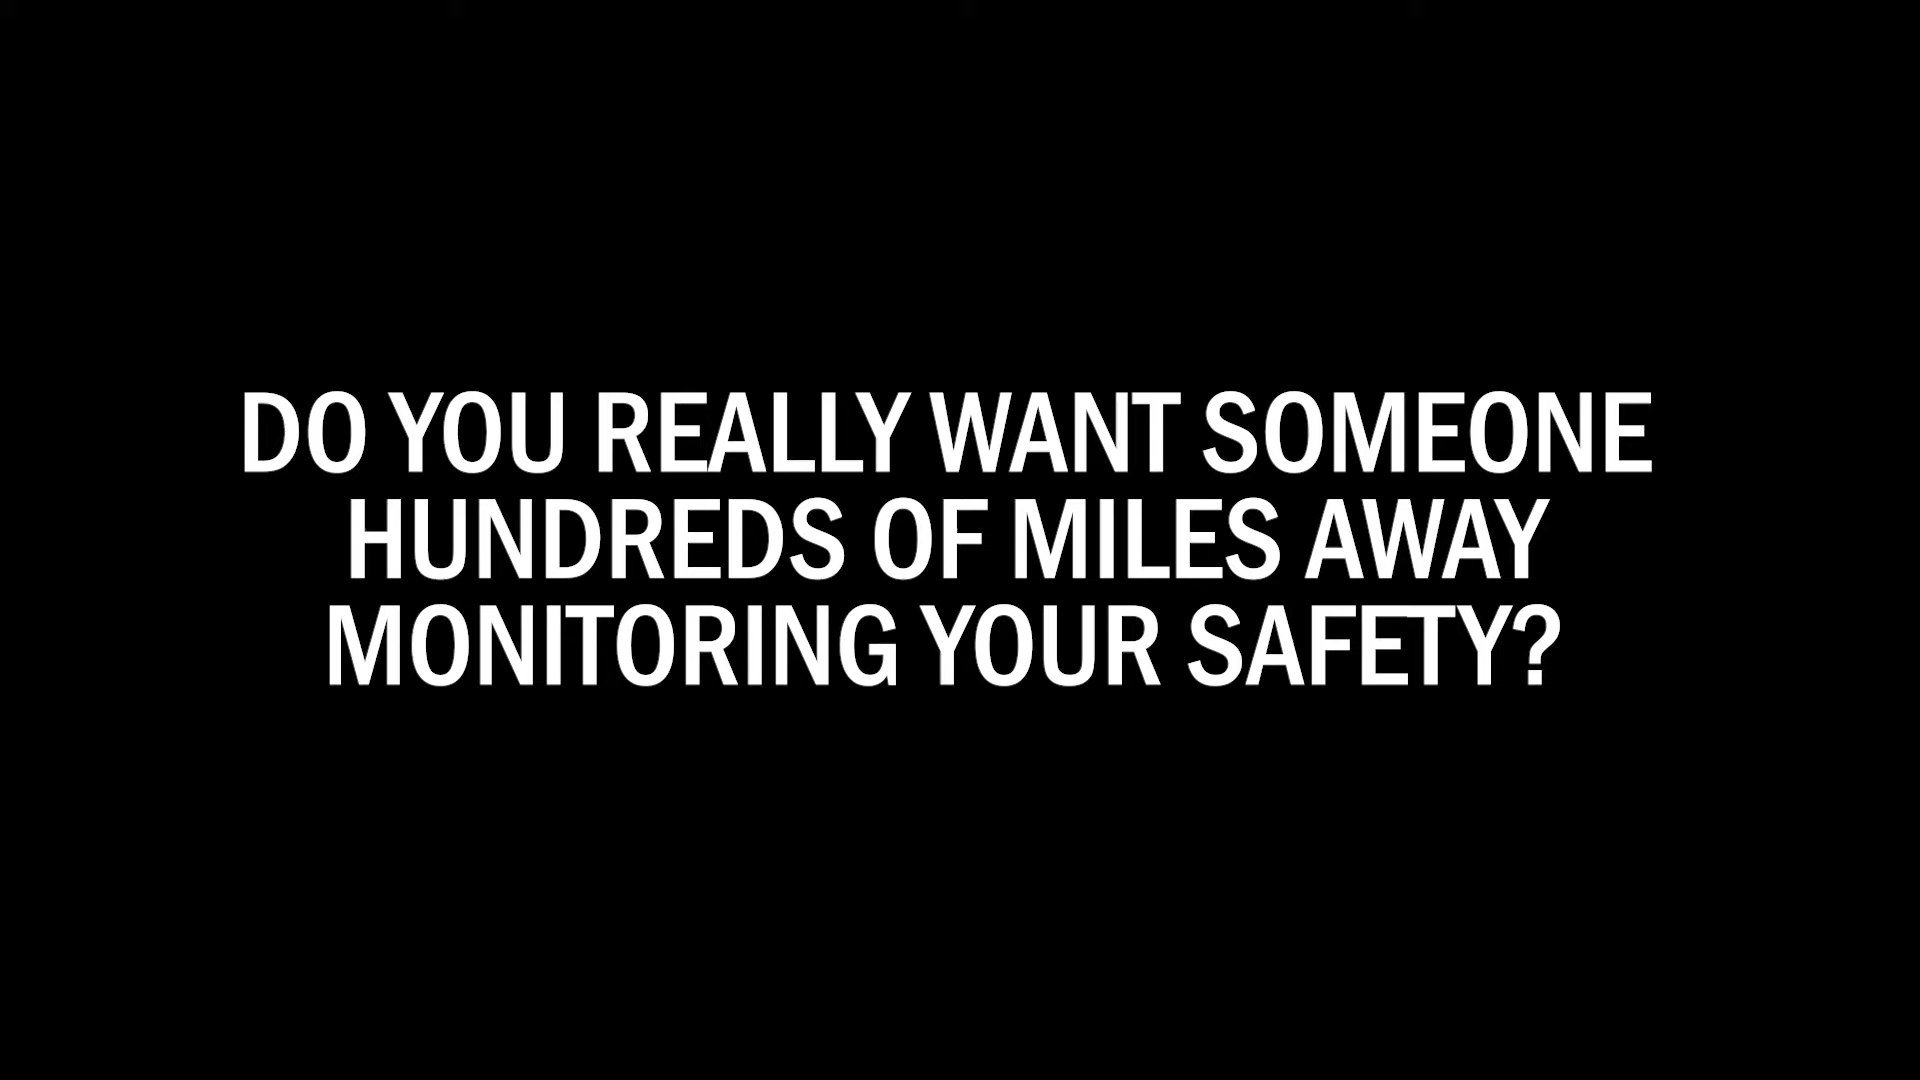 DO YOU REALLY WANT SOMEONE
HUNDREDS OF MILES AWAY
MONITORING YOUR SAFETY?